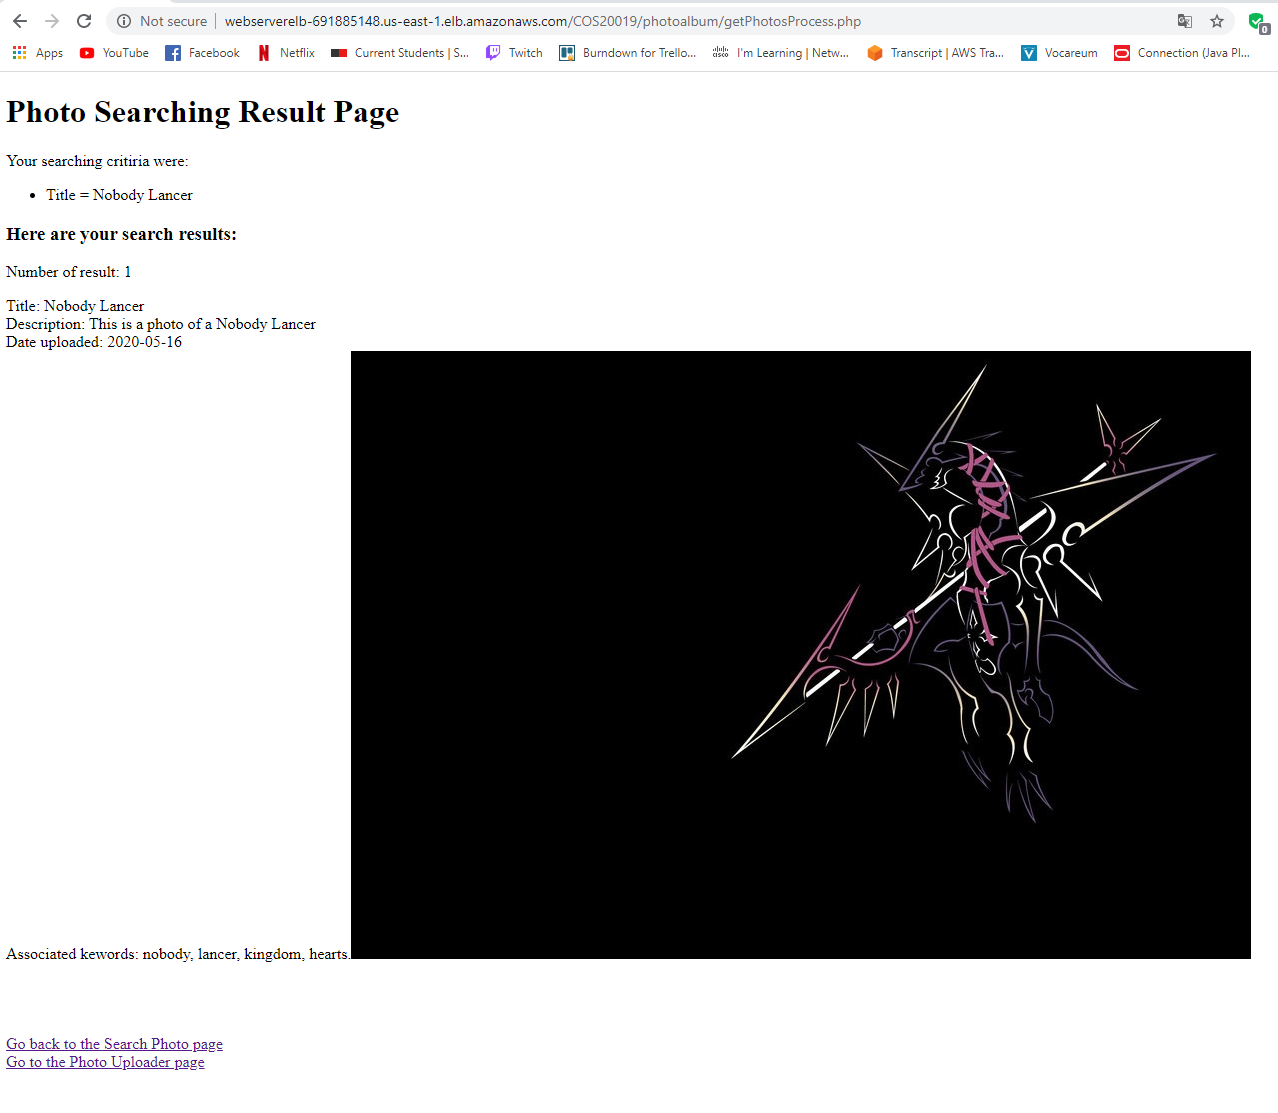 Not secure | webserverelb-691885148.us-east-1.elb.amazonaws.com/COS20019/photoalbum/getPhotosProcess.php
0
Apps YouTube Facebook Netflix Current Students | S... Twitch Burndown for Trello... cisco I'm Learning | Netw... Transcript | AWS Tra... V Vocareum Connection (Java Pl...
Photo Searching Result Page
Your searching critiria were:
• Title = Nobody Lancer
Here are your search results:
Number of result: 1
Title: Nobody Lancer
Description: This is a photo of a Nobody Lancer
Date uploaded: 2020-05-16
Associated kewords: nobody, lancer, kingdom, hearts.
Go back to the Search Photo page
Go to the Photo Uploader page